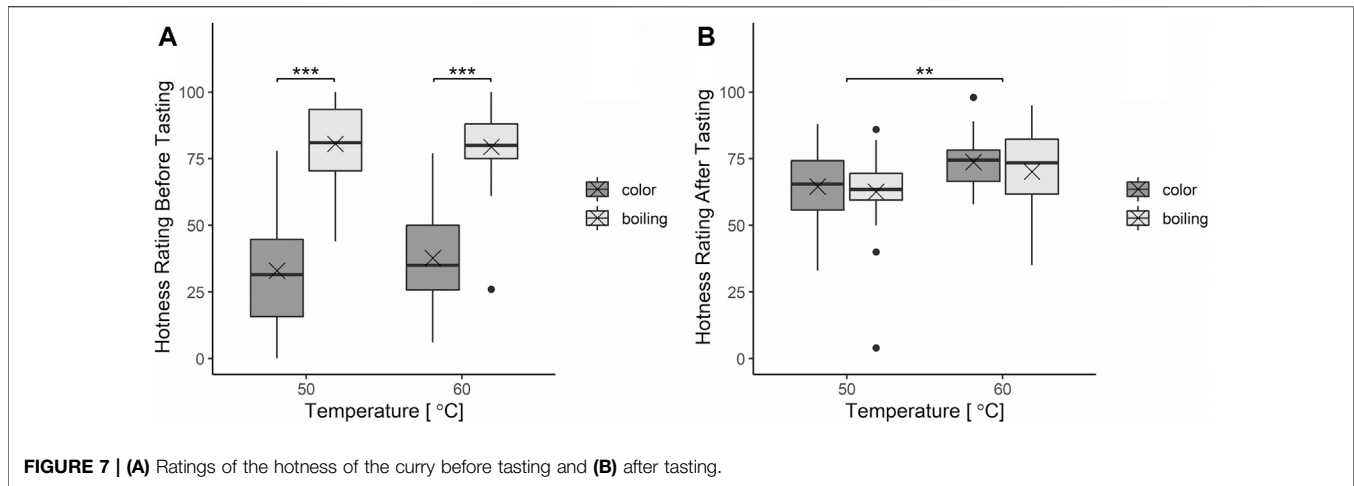 A
Hotness Rating Before Tasting
100
75
50
25
0
***
***
50
60
Temperature [ °C]
color
boiling
B
Hotness Rating After Tasting
100
75
50
25
0
**
50
60
Temperature [ °C]
color
boiling
FIGURE 7 | (A) Ratings of the hotness of the curry before tasting and (B) after tasting.